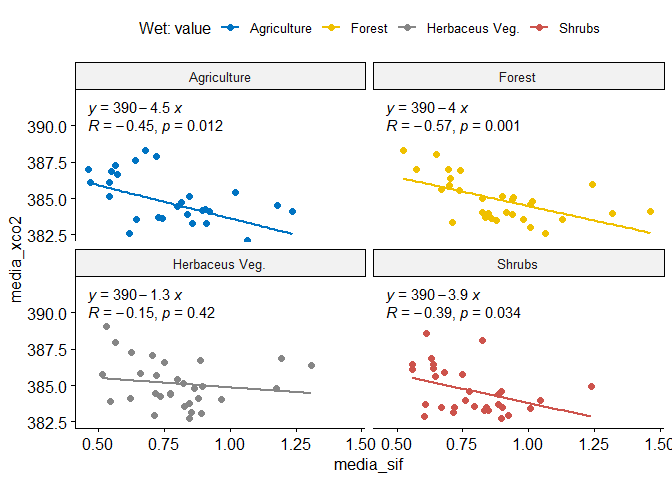 Wet: value Agriculture Forest Herbaceus Veg. Shrubs
Agriculture Forest
y = 390 − 4.5 x y = 390 − 4 x
R = −0.45, p = 0.012 R = −0.57, p = 0.001
390.0
387.5
385.0
382.5
Herbaceus Veg. Shrubs
y = 390 − 1.3 x y = 390 − 3.9 x
R = −0.15, p = 0.42 R = −0.39, p = 0.034
390.0
387.5
385.0
382.5
media_xco2
0.50 0.75 1.00 1.25 1.50 0.50 0.75 1.00 1.25 1.50
media_sif